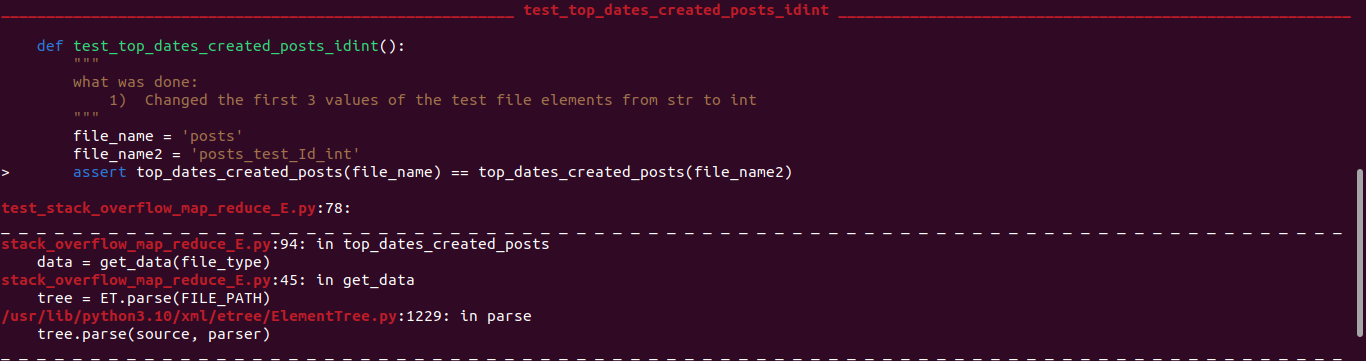 ____________________________________________________ test_top_dates_created_posts_idint ____________________________________________________
def test_top_dates_created_posts_idint():
"""
what was done:
1)  Changed the first 3 values of the test file elements from str to int
"""
file_name = 'posts'
file_name2 = 'posts_test_Id_int'
>       assert top_dates_created_posts(file_name) == top_dates_created_posts(file_name2)
test_stack_overflow_map_reduce_E.py:78:
_ _ _ _ _ _ _ _ _ _ _ _ _ _ _ _ _ _ _ _ _ _ _ _ _ _ _ _ _ _ _ _ _ _ _ _ _ _ _ _ _ _ _ _ _ _ _ _ _ _ _ _ _ _ _ _ _ _ _ _ _ _ _ _ _ _ _ _ _ _ _ _ _ _ _
stack_overflow_map_reduce_E.py:94: in top_dates_created_posts
data = get_data(file_type)
stack_overflow_map_reduce_E.py:45: in get_data
tree = ET.parse(FILE_PATH)
/usr/lib/python3.10/xml/etree/ElementTree.py:1229: in parse
tree.parse(source, parser)
_ _ _ _ _ _ _ _ _ _ _ _ _ _ _ _ _ _ _ _ _ _ _ _ _ _ _ _ _ _ _ _ _ _ _ _ _ _ _ _ _ _ _ _ _ _ _ _ _ _ _ _ _ _ _ _ _ _ _ _ _ _ _ _ _ _ _ _ _ _ _ _ _ _ _